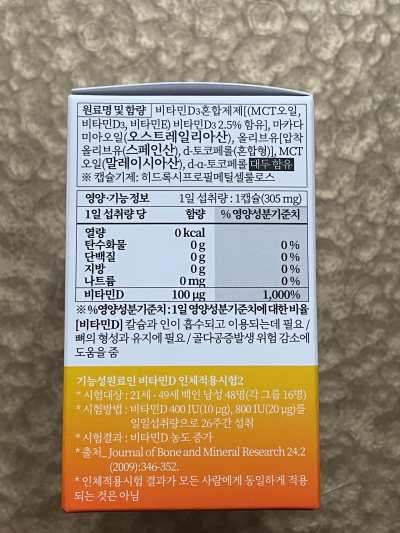 원료명 및 함량 비타민D3혼합제제[(MCT오일,
비타민D3, 비타민E) 비타민D3 2.5% 함유], 마카다
미아오일(오스트레일리아산), 올리브유[압착
올리브유(스페인산), d-토코페롤(혼합형)], MCT
오일(말레이시아산), d-α-토코페롤 대두 함유
※ 캡슐기제: 히드록시프로필메틸셀룰로스
영양·기능정보 1일 섭취량 : 1캡슐(305 mg)
1일 섭취량 당 함량 % 영양성분기준치
열량 0 kcal
탄수화물 0 g 0 %
단백질 0 g 0 %
지방 0 g 0 %
나트륨 0 mg 0 %
비타민D 100 µg 1,000%
※ %영양성분기준치 : 1일 영양성분기준치에 대한 비율
[비타민D] 칼슘과 인이 흡수되고 이용되는데 필요 /
뼈의 형성과 유지에 필요 / 골다공증발생 위험 감소에
도움을 줌
기능성원료인 비타민D 인체적용시험2
* 시험대상 : 21세 - 49세 백인 남성 48명(각 그룹 16명)
* 시험방법 : 비타민D 400 IU(10 µg), 800 IU(20 µg)를
일일섭취량으로 26주간 섭취
* 시험결과 : 비타민D 농도 증가
* 출처_ Journal of Bone and Mineral Research 24.2
(2009):346-352.
* 인체적용시험 결과가 모든 사람에게 동일하게 적용
되는 것은 아님